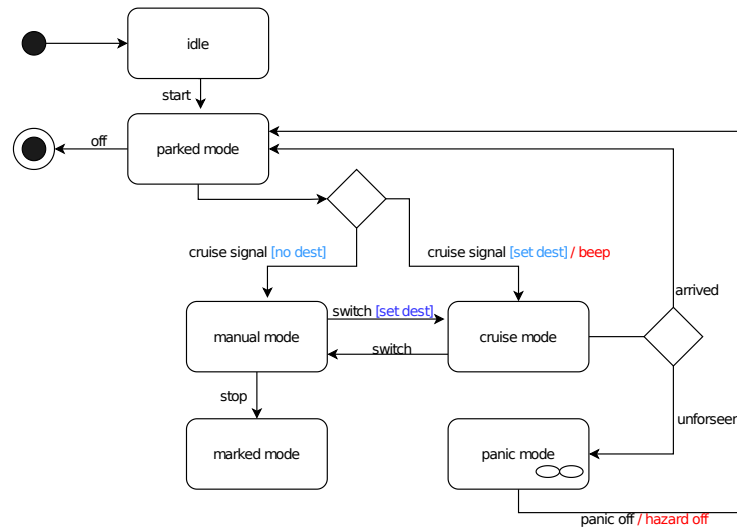 idle
start
off
parked mode
cruise signal [no dest]
cruise signal [set dest] / beep
arrived
switch [set dest]
manual mode
cruise mode
switch
stop
unforseen
marked mode
panic mode
panic off / hazard off